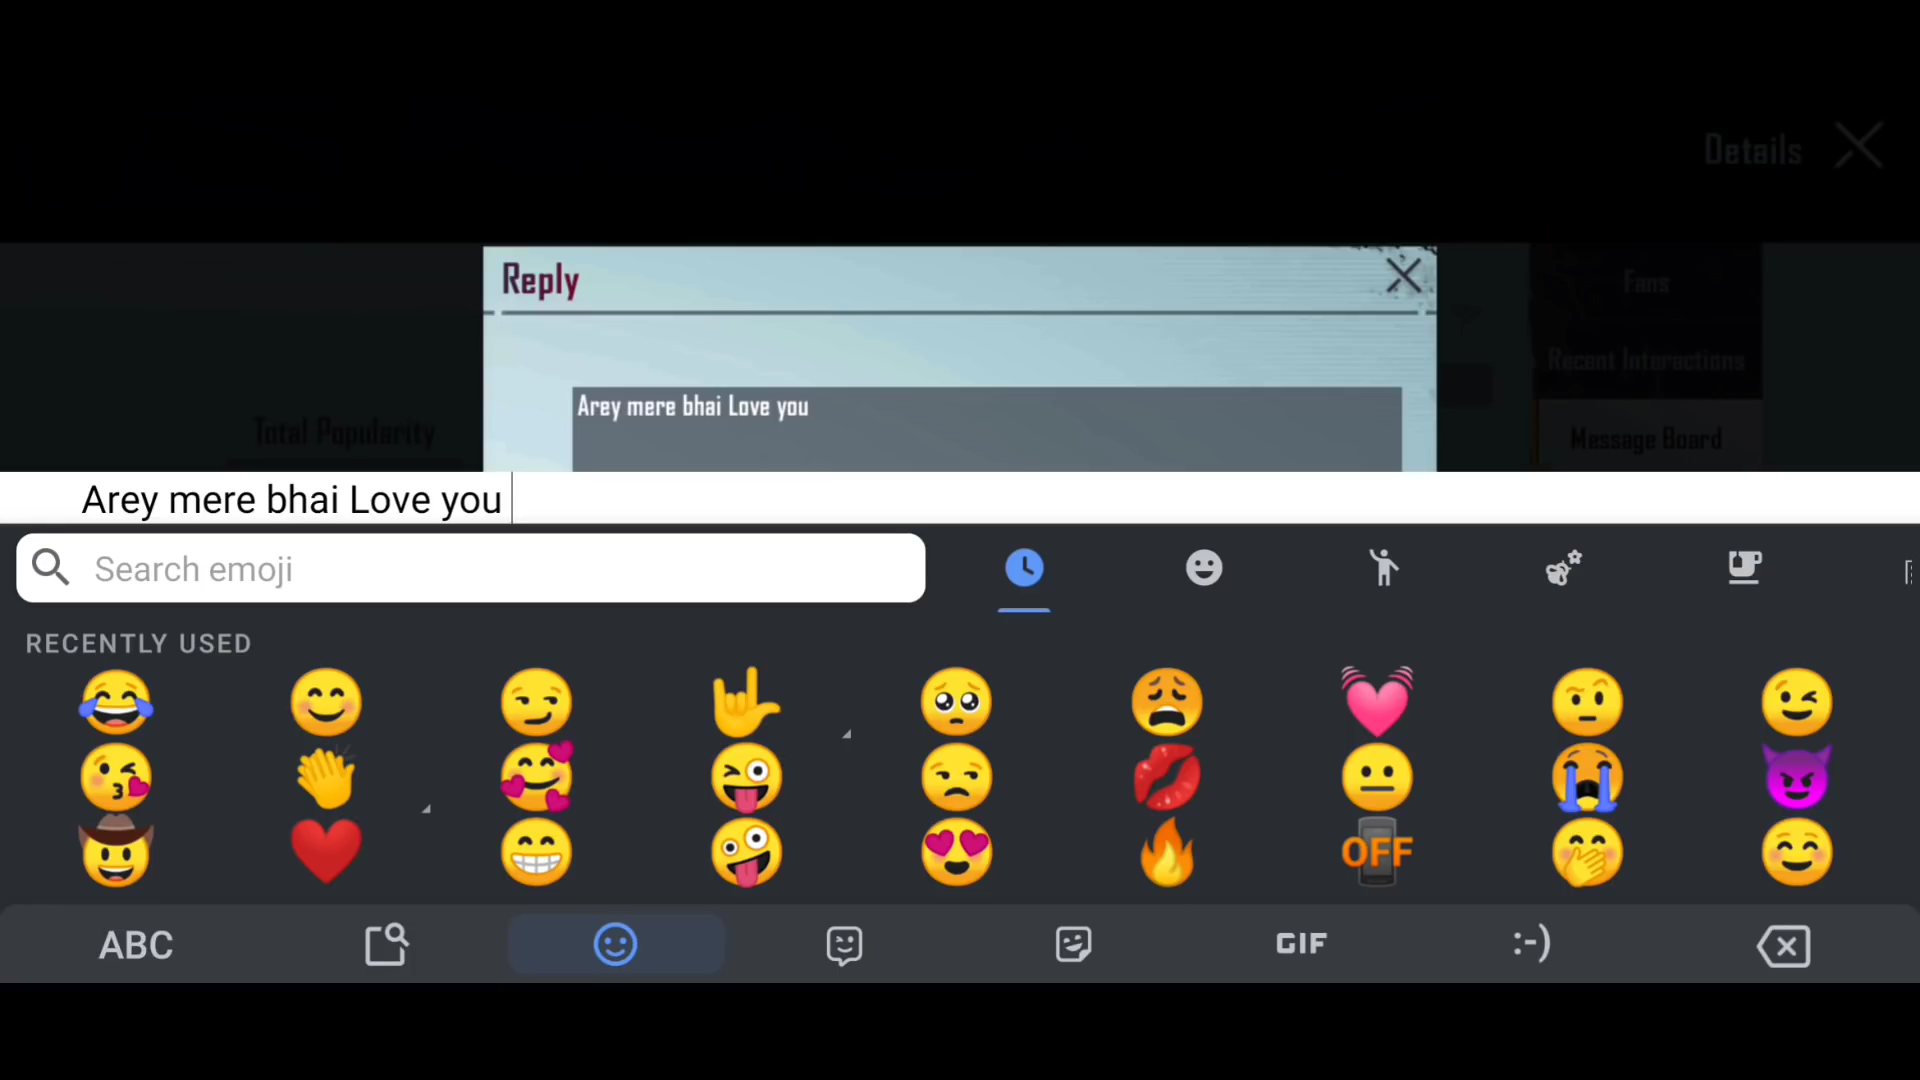 Details
Reply
Fans
Recent Interactions
Arey mere bhai Love you
Total Popularity
Message Board
Arey mere bhai Love you
Search emoji
RECENTLY USED
OFF
ABC
GIF
:-)